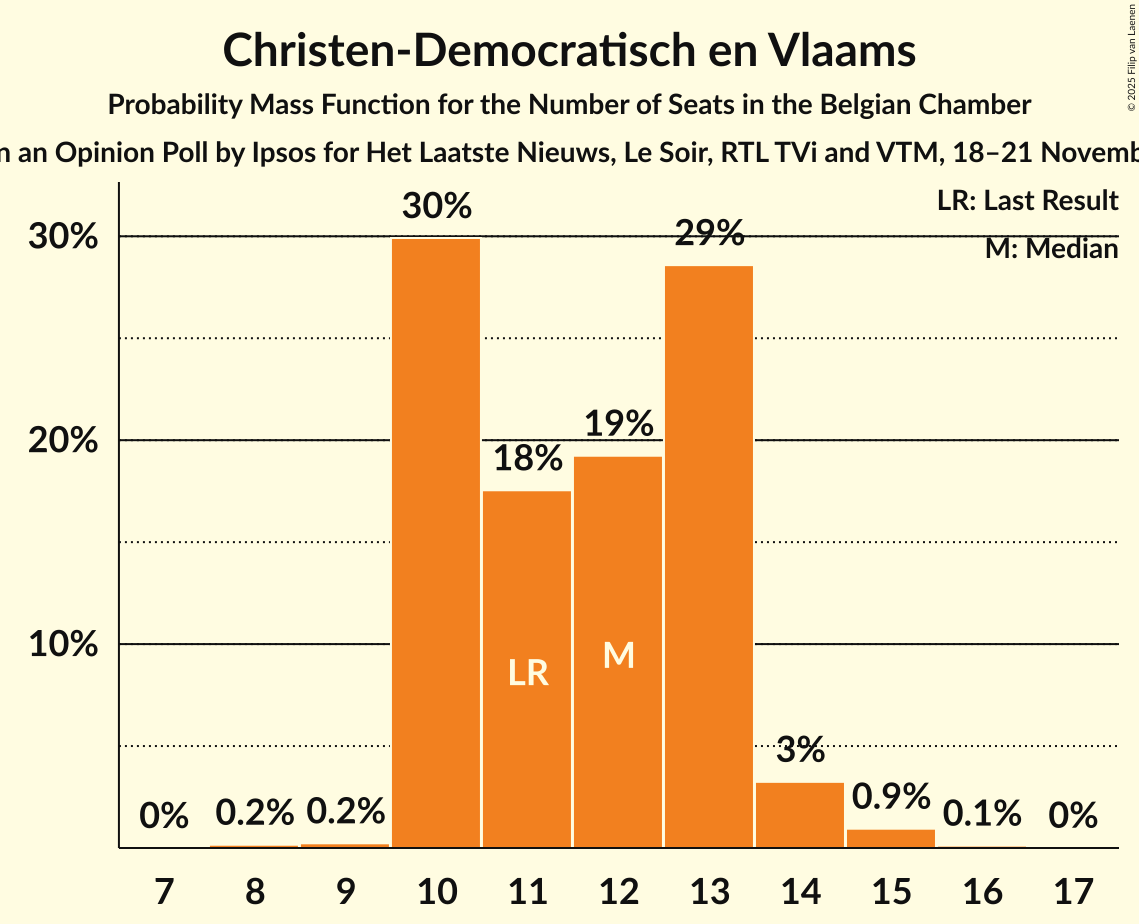 Christen-Democratisch en Vlaams
Probability Mass Function for the Number of Seats in the Belgian Chamber
an Opinion Poll by Ipsos for Het Laatste Nieuws, Le Soir, RTL TVi and VTM, 18–21
© 2025 Filip van Laenen
LR: Last Result
M: Median
30%
20%
10%
0%
0.2%
0.2%
30%
18%
19%
29%
3%
0.9%
0.1%
0%
LR
M
7 8 9 10 11 12 13 14 15 16 17